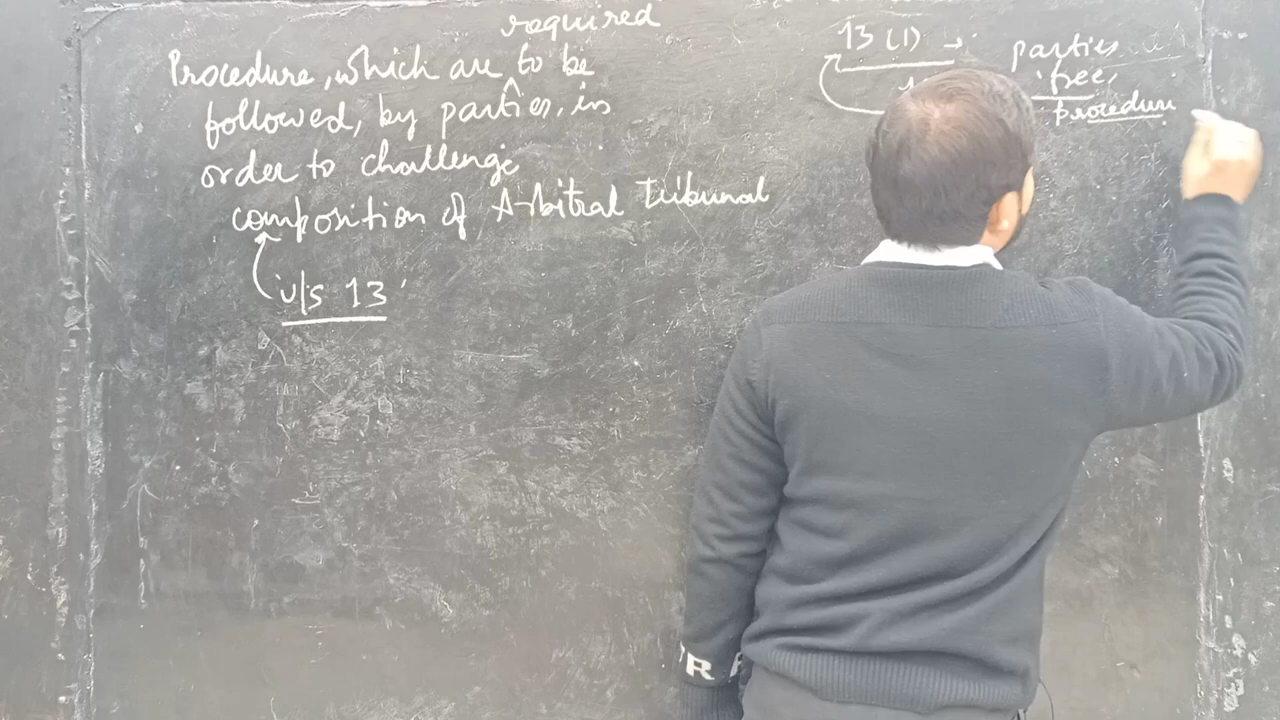 required
Procedure, which are to be
followed, by parties, in
order to challenge
composition of Arbitral Tribunal
u/s 13
13 (1) →
parties
free,
procedure
R